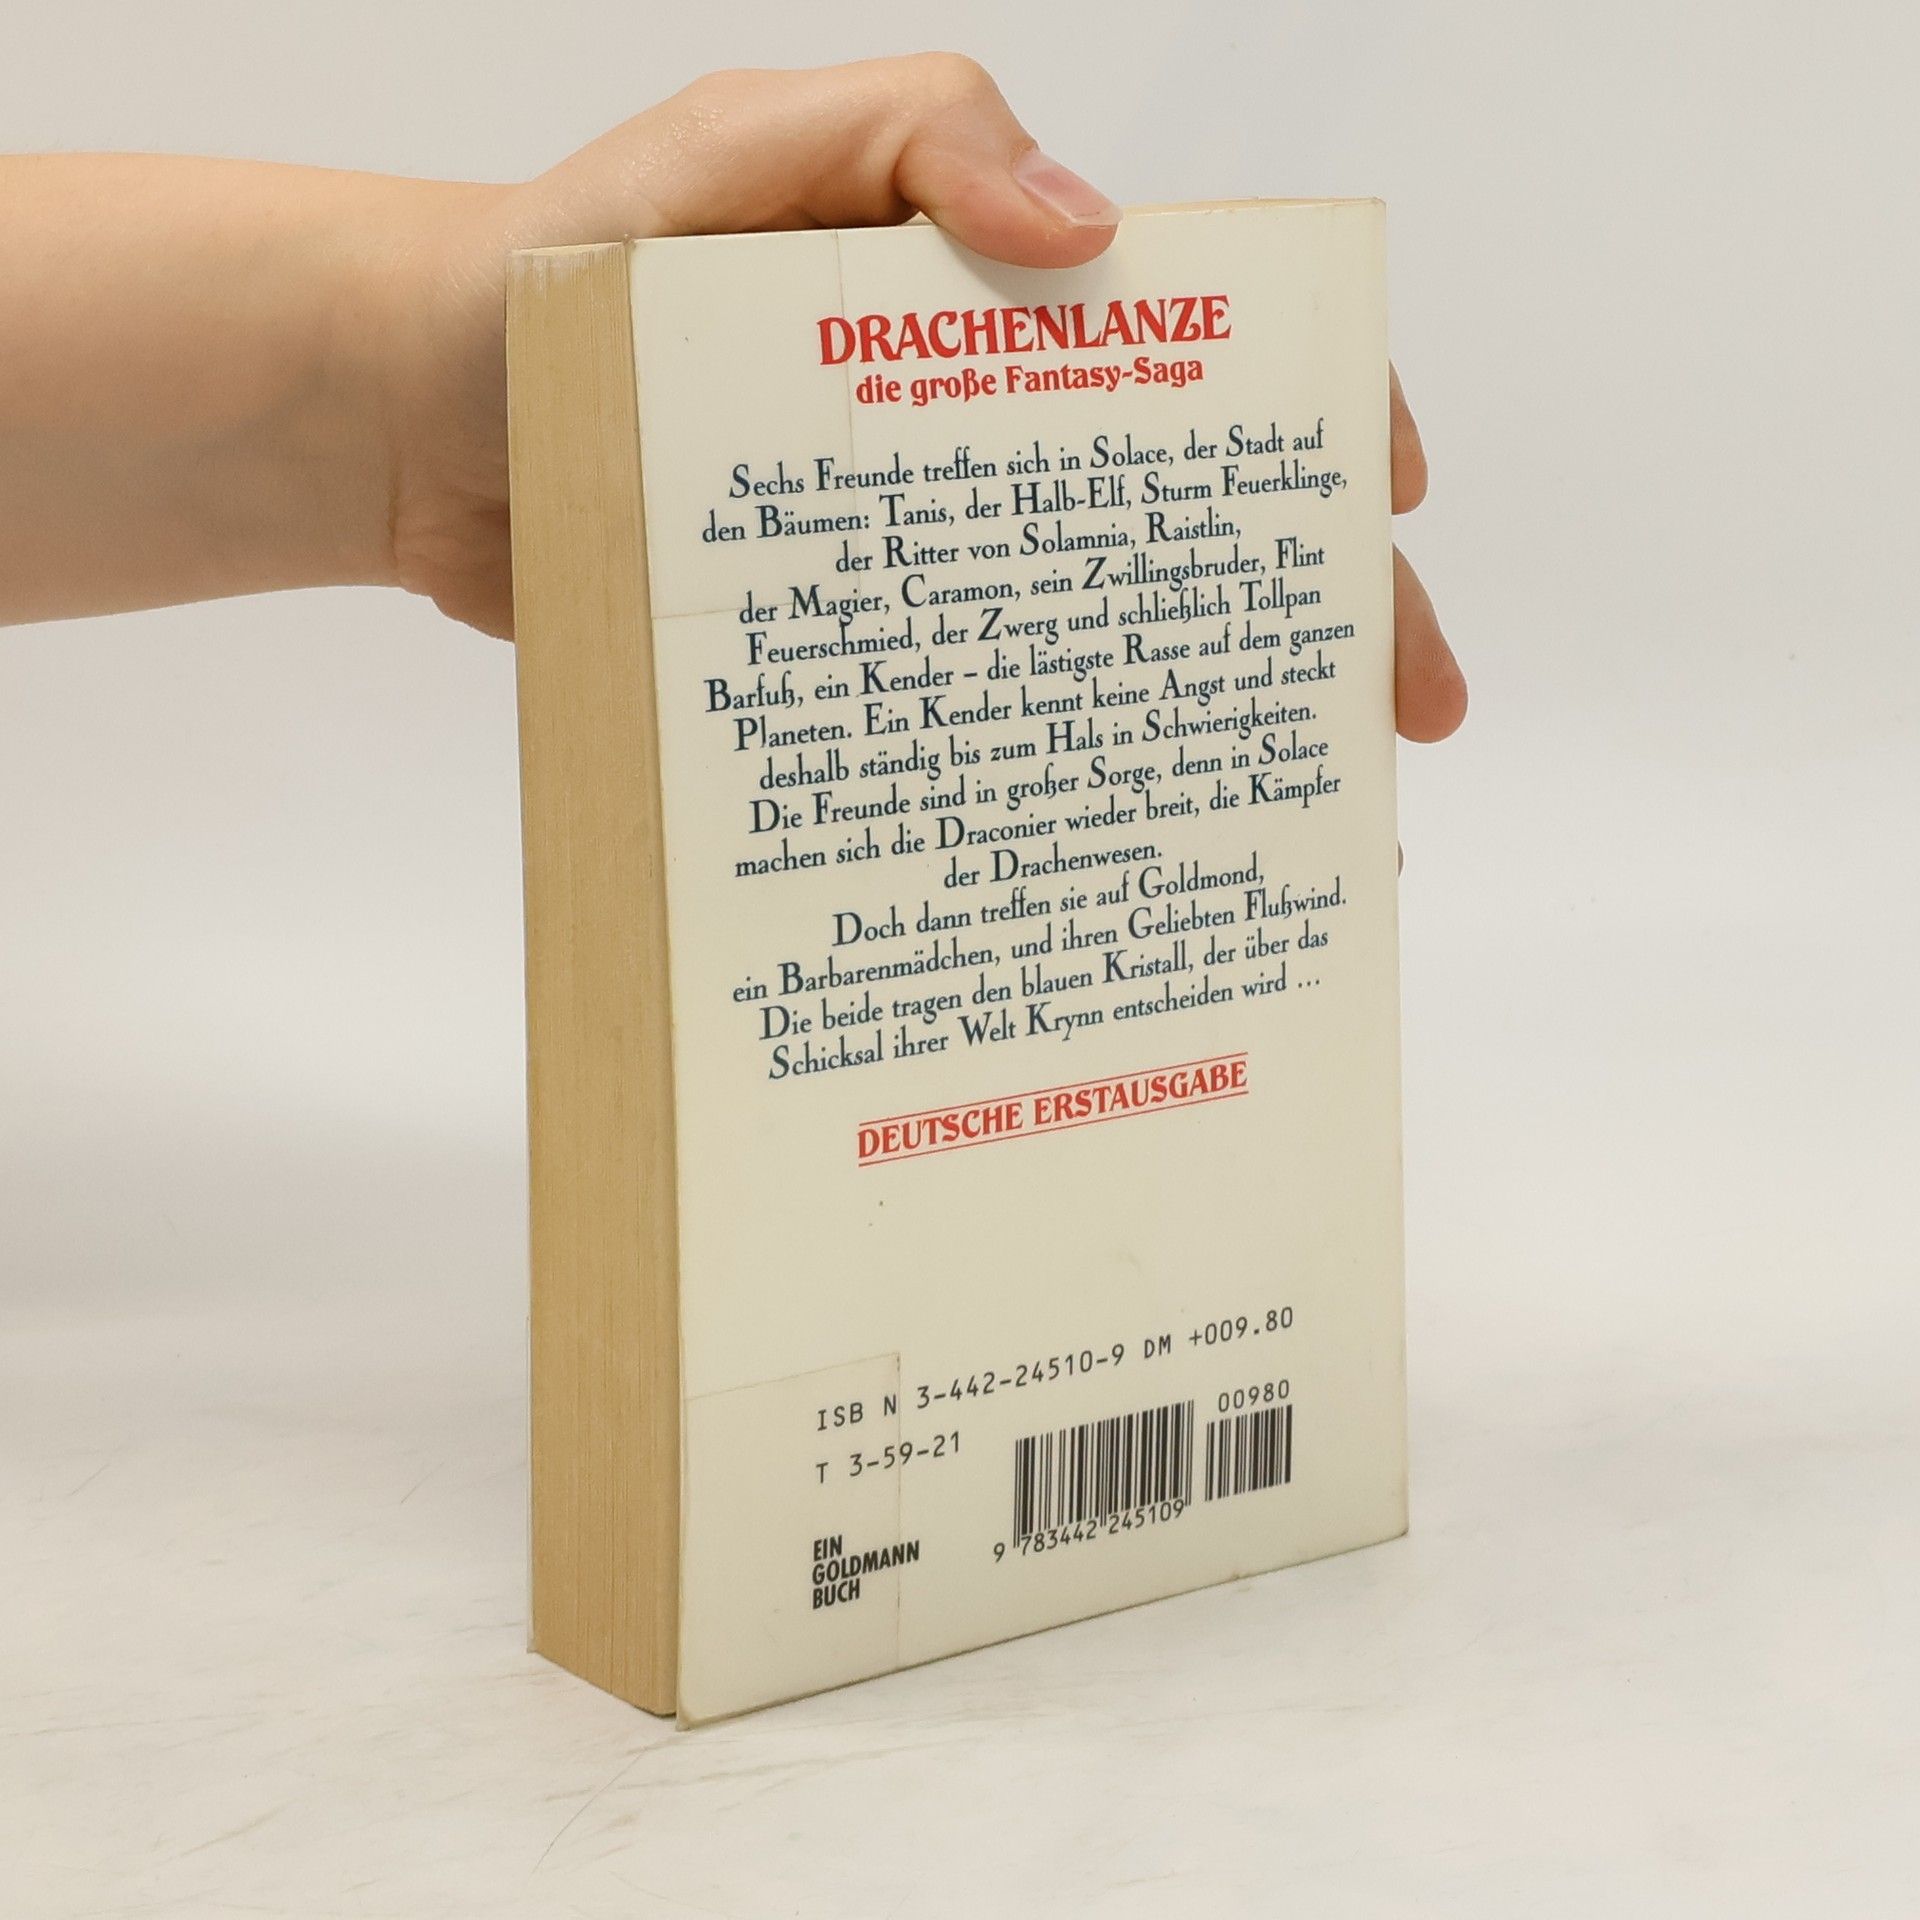 DRACHENLANZE
die große Fantasy-Saga
Sechs Freunde treffen sich in Solace, der Stadt auf
den Bäumen: Tanis, der Halb-Elf, Sturm Feuerklinge,
der Ritter von Solamnia, Raistlin,
der Magier, Caramon, sein Zwillingsbruder, Flint
Feuerschmied, der Zwerg und schließlich Tollpan
Barfuß, ein Kender – die lästigste Rasse auf dem ganzen
Planeten. Ein Kender kennt keine Angst und steckt
deshalb ständig bis zum Hals in Schwierigkeiten.
Die Freunde sind in großer Sorge, denn in Solace
machen sich die Draconier wieder breit, die Kämpfer
der Drachenwesen.
Doch dann treffen sie auf Goldmond,
ein Barbarenmädchen, und ihren Geliebten Flußwind.
Die beide tragen den blauen Kristall, der über das
Schicksal ihrer Welt Krynn entscheiden wird ...
DEUTSCHE ERSTAUSGABE
ISB N 3-442-24510-9 DM +009.80
T 3-59-21
00980
9 783442 245109
EIN
GOLDMANN
BUCH